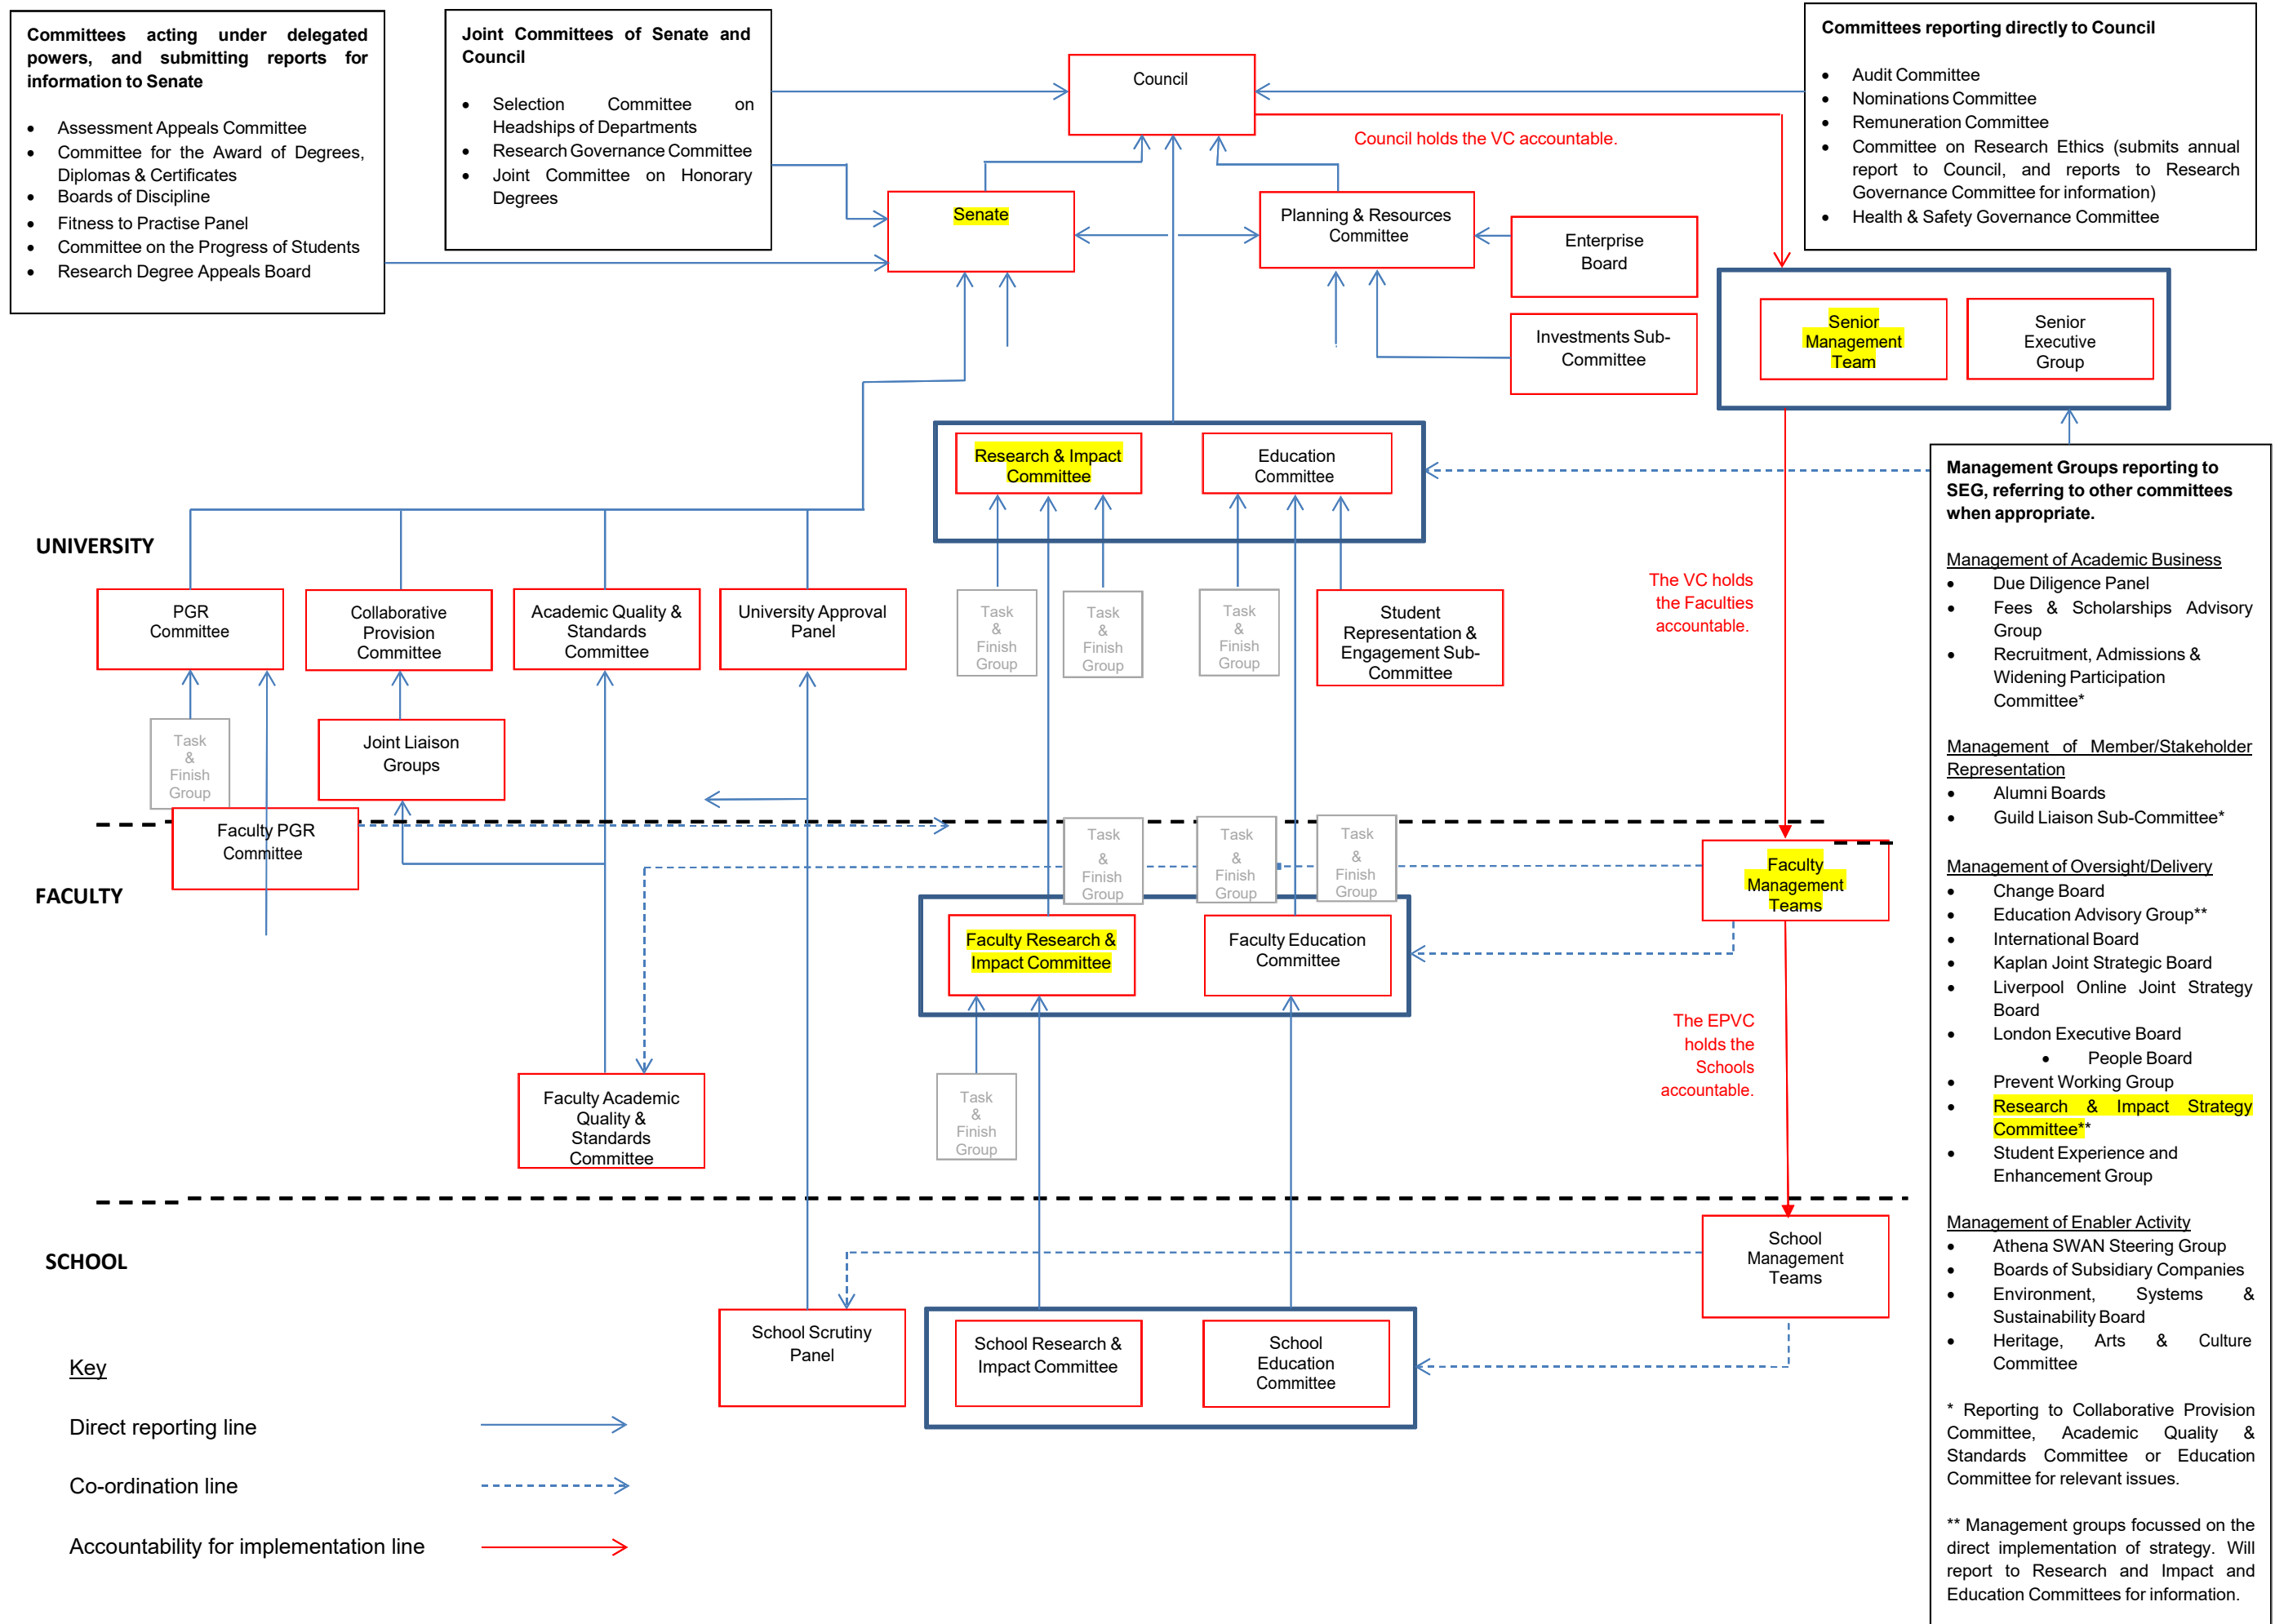 Committees acting under delegated
powers, and submitting reports for
information to Senate
• Assessment Appeals Committee
• Committee for the Award of Degrees,
Diplomas & Certificates
• Boards of Discipline
• Fitness to Practise Panel
• Committee on the Progress of Students
• Research Degree Appeals Board
Joint Committees of Senate and
Council
• Selection Committee on
Headships of Departments
• Research Governance Committee
• Joint Committee on Honorary
Degrees
Council
Council holds the VC accountable.
Committees reporting directly to Council
• Audit Committee
• Nominations Committee
• Remuneration Committee
• Committee on Research Ethics (submits annual
report to Council, and reports to Research
Governance Committee for information)
• Health & Safety Governance Committee
Senate
Planning & Resources
Committee
Enterprise
Board
Investments Sub-
Committee
Senior
Management
Team
Senior
Executive
Group
Research & Impact
Committee
Education
Committee
UNIVERSITY
PGR
Committee
Collaborative
Provision
Committee
Academic Quality &
Standards
Committee
University Approval
Panel
Task
&
Finish
Group
Task
&
Finish
Group
Task
&
Finish
Group
Student
Representation &
Engagement Sub-
Committee
The VC holds
the Faculties
accountable.
Task
&
Finish
Group
Joint Liaison
Groups
Faculty PGR
Committee
FACULTY
Task
&
Finish
Group
Task
&
Finish
Group
Task
&
Finish
Group
Faculty
Management
Teams
Faculty Research &
Impact Committee
Faculty Education
Committee
The EPVC
holds the
Schools
accountable.
Faculty Academic
Quality &
Standards
Committee
Task
&
Finish
Group
SCHOOL
School
Management
Teams
School Scrutiny
Panel
School Research &
Impact Committee
School
Education
Committee
Key
Direct reporting line
Co-ordination line
Accountability for implementation line
Management Groups reporting to
SEG, referring to other committees
when appropriate.
Management of Academic Business
• Due Diligence Panel
• Fees & Scholarships Advisory
Group
• Recruitment, Admissions &
Widening Participation
Committee*
Management of Member/Stakeholder
Representation
• Alumni Boards
• Guild Liaison Sub-Committee*
Management of Oversight/Delivery
• Change Board
• Education Advisory Group**
• International Board
• Kaplan Joint Strategic Board
• Liverpool Online Joint Strategy
Board
• London Executive Board
• People Board
• Prevent Working Group
• Research & Impact Strategy
Committee**
• Student Experience and
Enhancement Group
Management of Enabler Activity
• Athena SWAN Steering Group
• Boards of Subsidiary Companies
• Environment, Systems &
Sustainability Board
• Heritage, Arts & Culture
Committee
* Reporting to Collaborative Provision
Committee, Academic Quality &
Standards Committee or Education
Committee for relevant issues.
** Management groups focussed on the
direct implementation of strategy. Will
report to Research and Impact and
Education Committees for information.